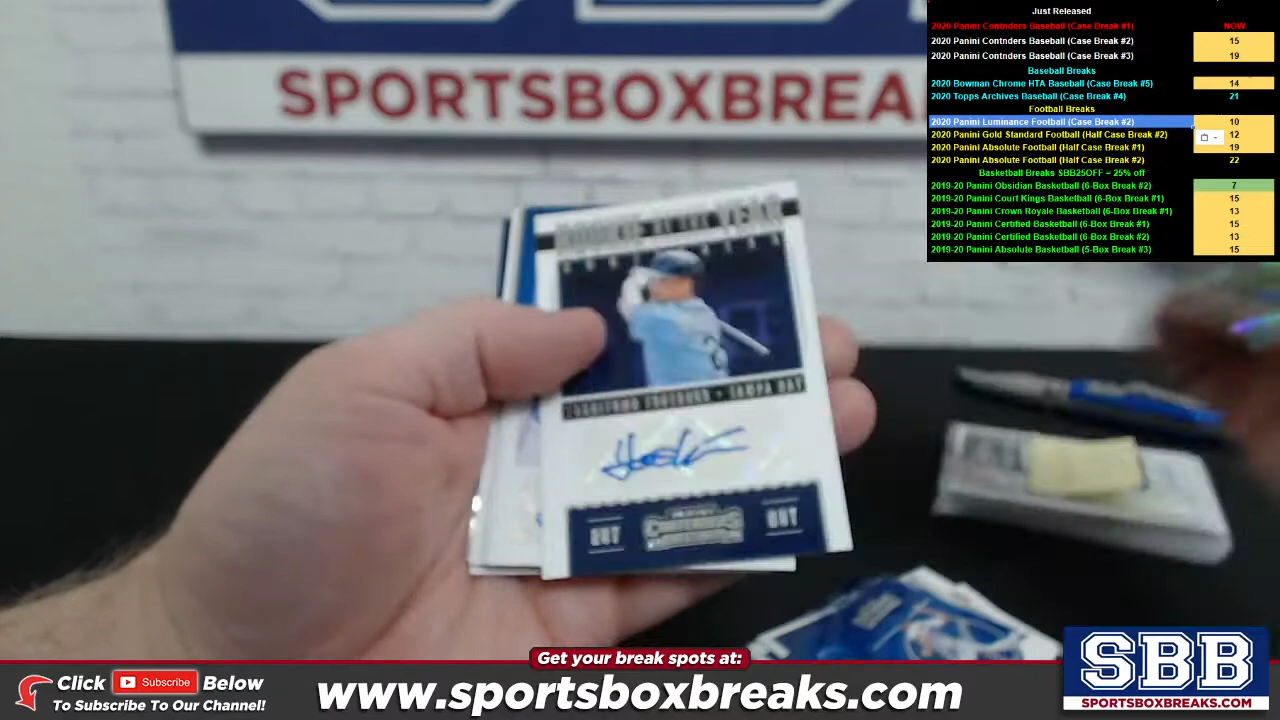 Just Released
2020 Panini Contnders Baseball (Case Break #1) NOW
2020 Panini Contnders Baseball (Case Break #2) 15
2020 Panini Contnders Baseball (Case Break #3) 19
Baseball Breaks
2020 Bowman Chrome HTA Baseball (Case Break #5) 14
2020 Topps Archives Baseball (Case Break #4) 21
Football Breaks
2020 Panini Luminance Football (Case Break #2) 10
2020 Panini Gold Standard Football (Half Case Break #2) 12
2020 Panini Absolute Football (Half Case Break #1) 19
2020 Panini Absolute Football (Half Case Break #2) 22
Basketball Breaks SBB25OFF = 25% off
2019-20 Panini Obsidian Basketball (6-Box Break #2) 7
2019-20 Panini Court Kings Basketball (6-Box Break #1) 15
2019-20 Panini Crown Royale Basketball (6-Box Break #1) 13
2019-20 Panini Certified Basketball (6-Box Break #1) 15
2019-20 Panini Certified Basketball (6-Box Break #2) 13
2019-20 Panini Absolute Basketball (5-Box Break #3) 15
SPORTSBOXBREA
OF THE YEAR
TAMPA BAY
CONTENDERS
Get your break spots at:
Click Subscribe Below
To Subscribe To Our Channel!
www.sportsboxbreaks.com
SBB
SPORTSBOXBREAKS.COM